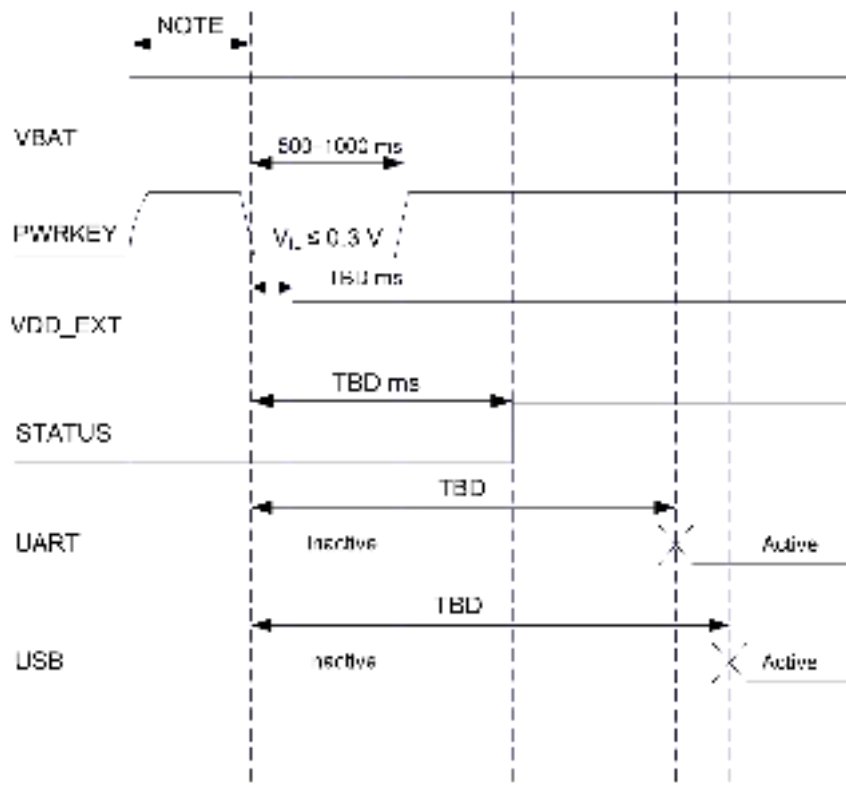 NOTE
VBAT
500-1000 ms
PWRKEY
VIL ≤ 0.3 V
TBD ms
VDD_EXT
TBD ms
STATUS
TBD
UART
Inactive
Active
TBD
USB
Inactive
Active